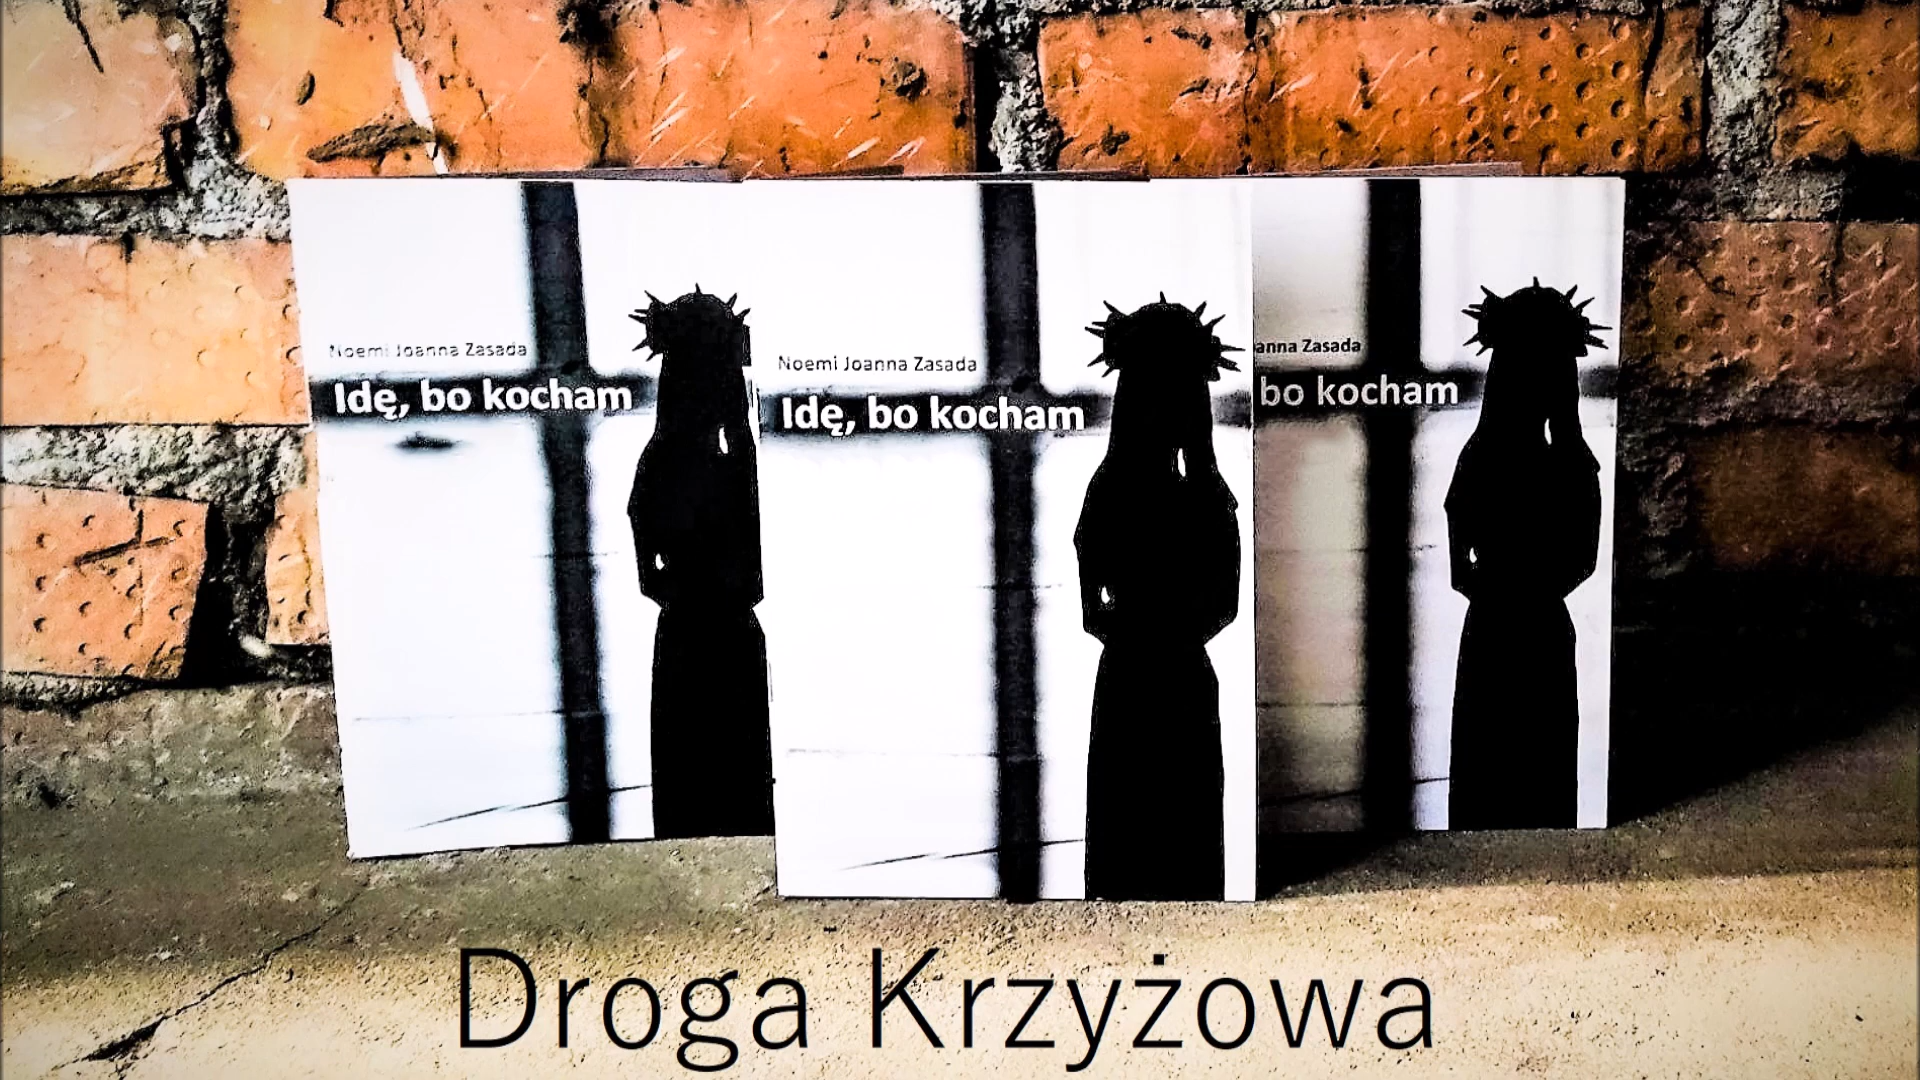 Noemi Joanna Zasada
Idę, bo kocham
Noemi Joanna Zasada
Idę, bo kocham
anna Zasada
bo kocham
Droga Krzyżowa